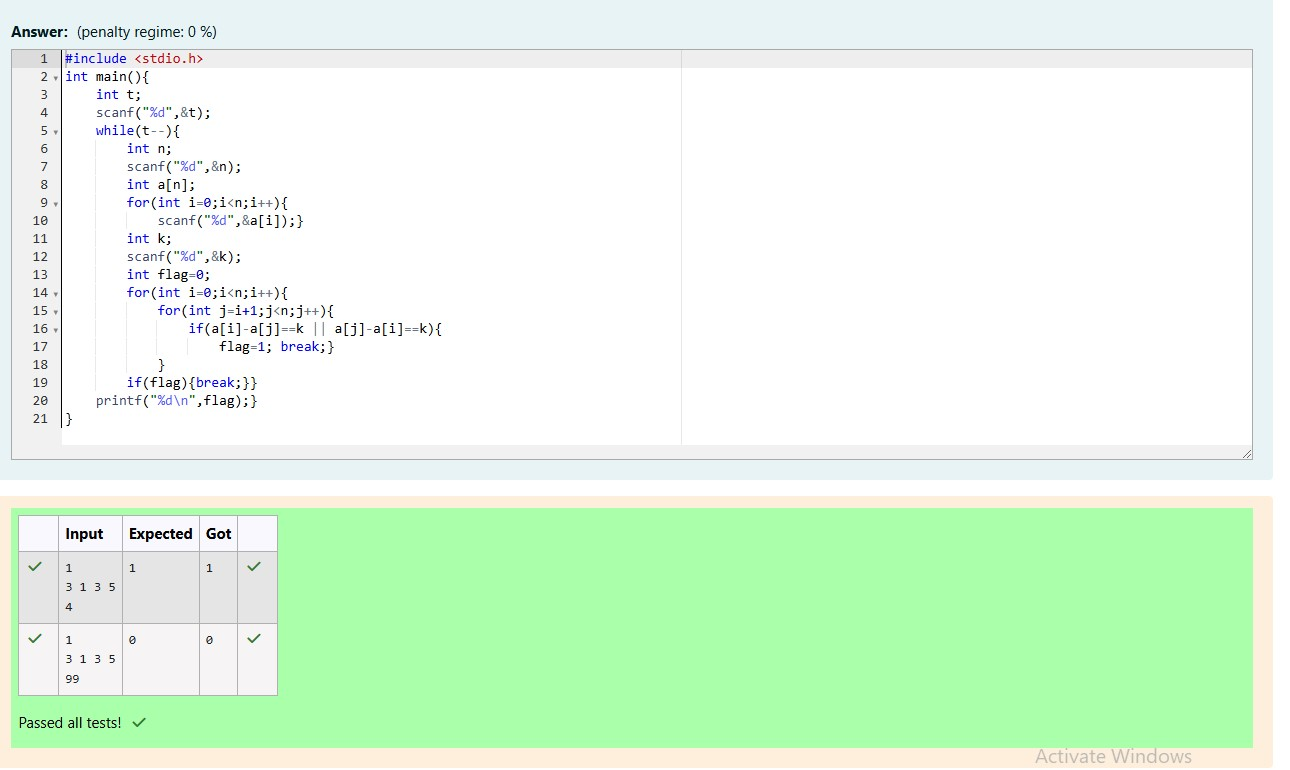 Answer: (penalty regime: 0 %)
1 #include <stdio.h>
2 int main(){
3     int t;
4     scanf("%d",&t);
5     while(t--){
6         int n;
7         scanf("%d",&n);
8         int a[n];
9         for(int i=0;i<n;i++){
10             scanf("%d",&a[i]);}
11         int k;
12         scanf("%d",&k);
13         int flag=0;
14         for(int i=0;i<n;i++){
15             for(int j=i+1;j<n;j++){
16                 if(a[i]-a[j]==k || a[j]-a[i]==k){
17                     flag=1; break;}
18             }
19         if(flag){break;}}
20     printf("%d\n",flag);}
21 }
Input Expected Got
1 1 1
3 1 3 5
4
1 0 0
3 1 3 5
99
Passed all tests!
Activate Windows